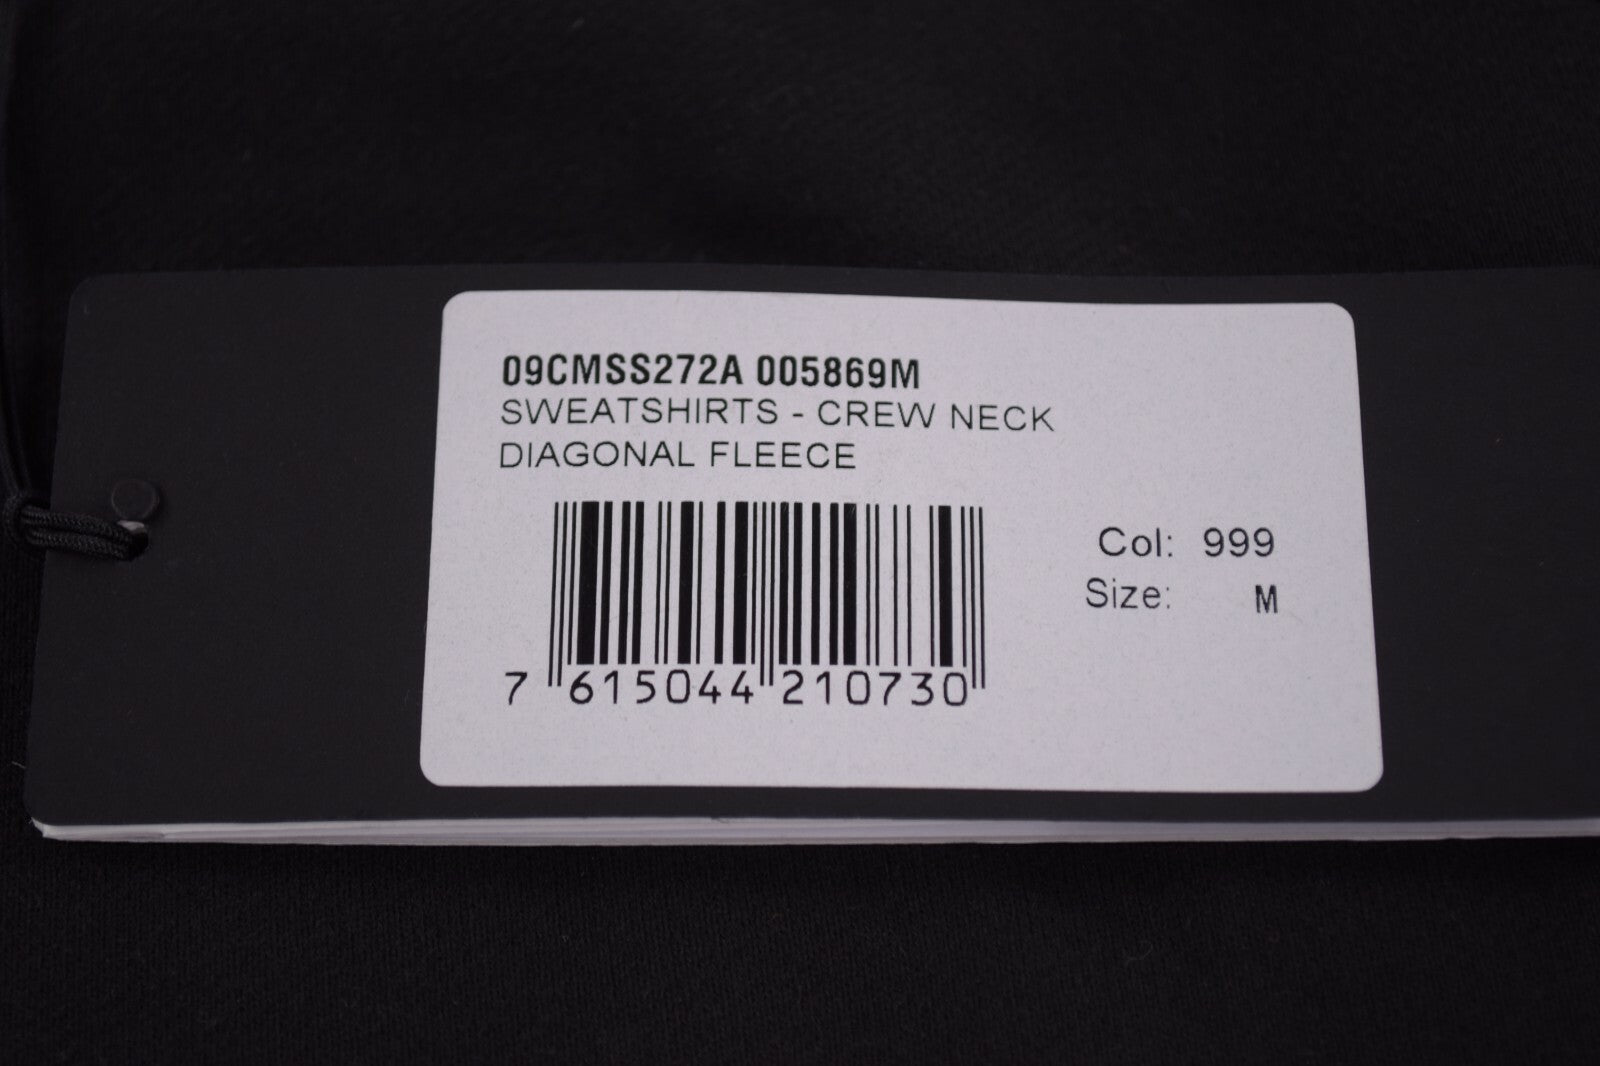 09CMSS272A 005869M
SWEATSHIRTS - CREW NECK
DIAGONAL FLEECE
Col: 999
Size: M
7 615044 210730